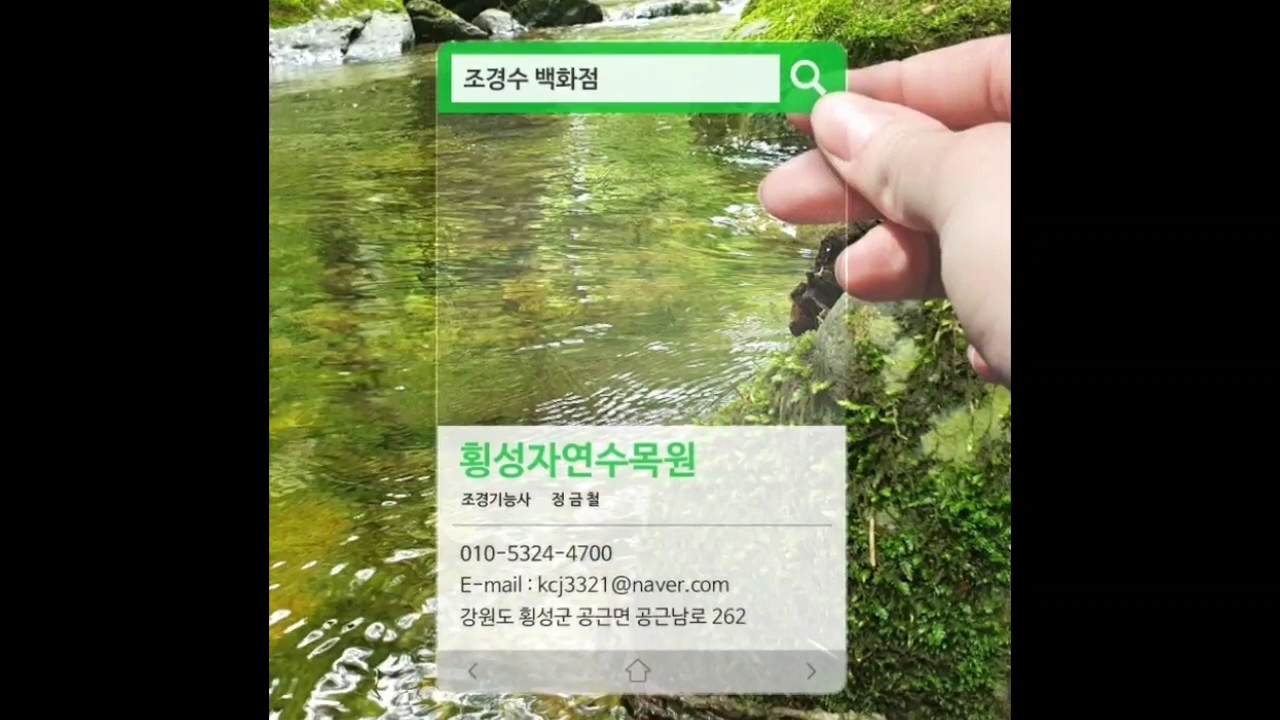 조경수 백화점
횡성자연수목원
조경기능사 정금철
010-5324-4700
E-mail : kcj3321@naver.com
강원도 횡성군 공근면 공근남로 262